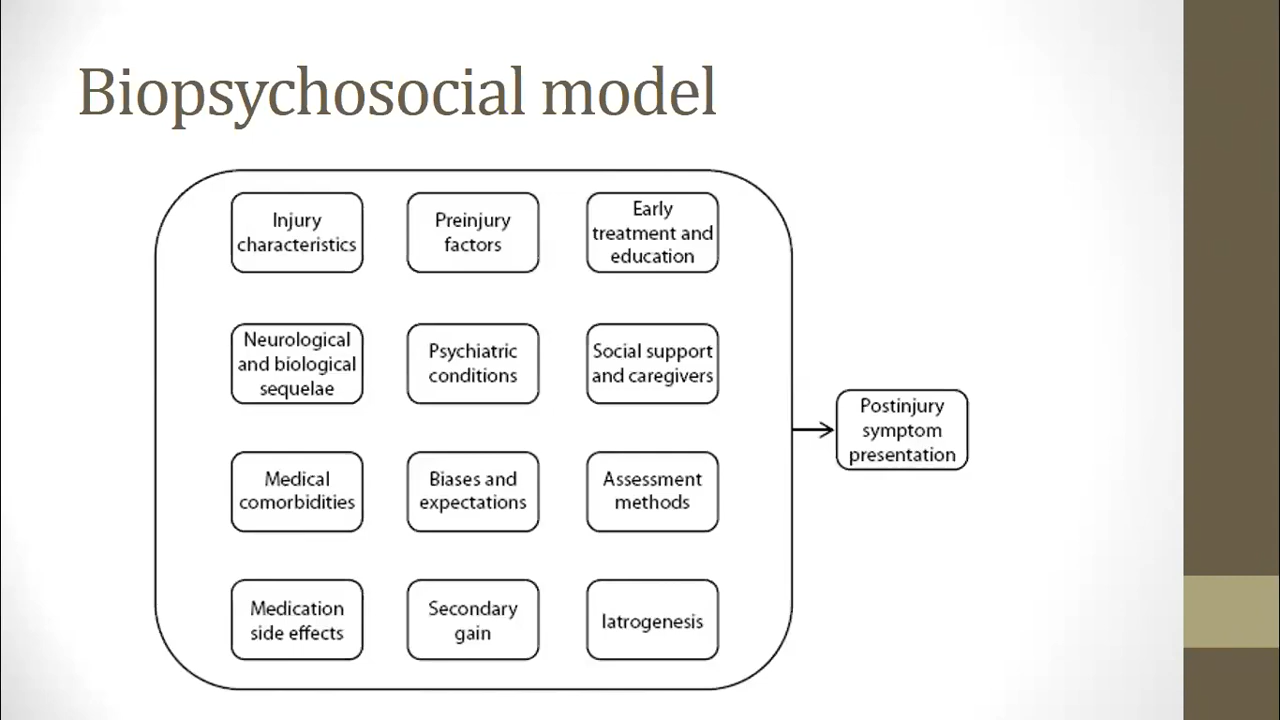 Biopsychosocial model
Injury
characteristics
Preinjury
factors
Early
treatment and
education
Neurological
and biological
sequelae
Psychiatric
conditions
Social support
and caregivers
Medical
comorbidities
Biases and
expectations
Assessment
methods
Medication
side effects
Secondary
gain
Iatrogenesis
Postinjury
symptom
presentation